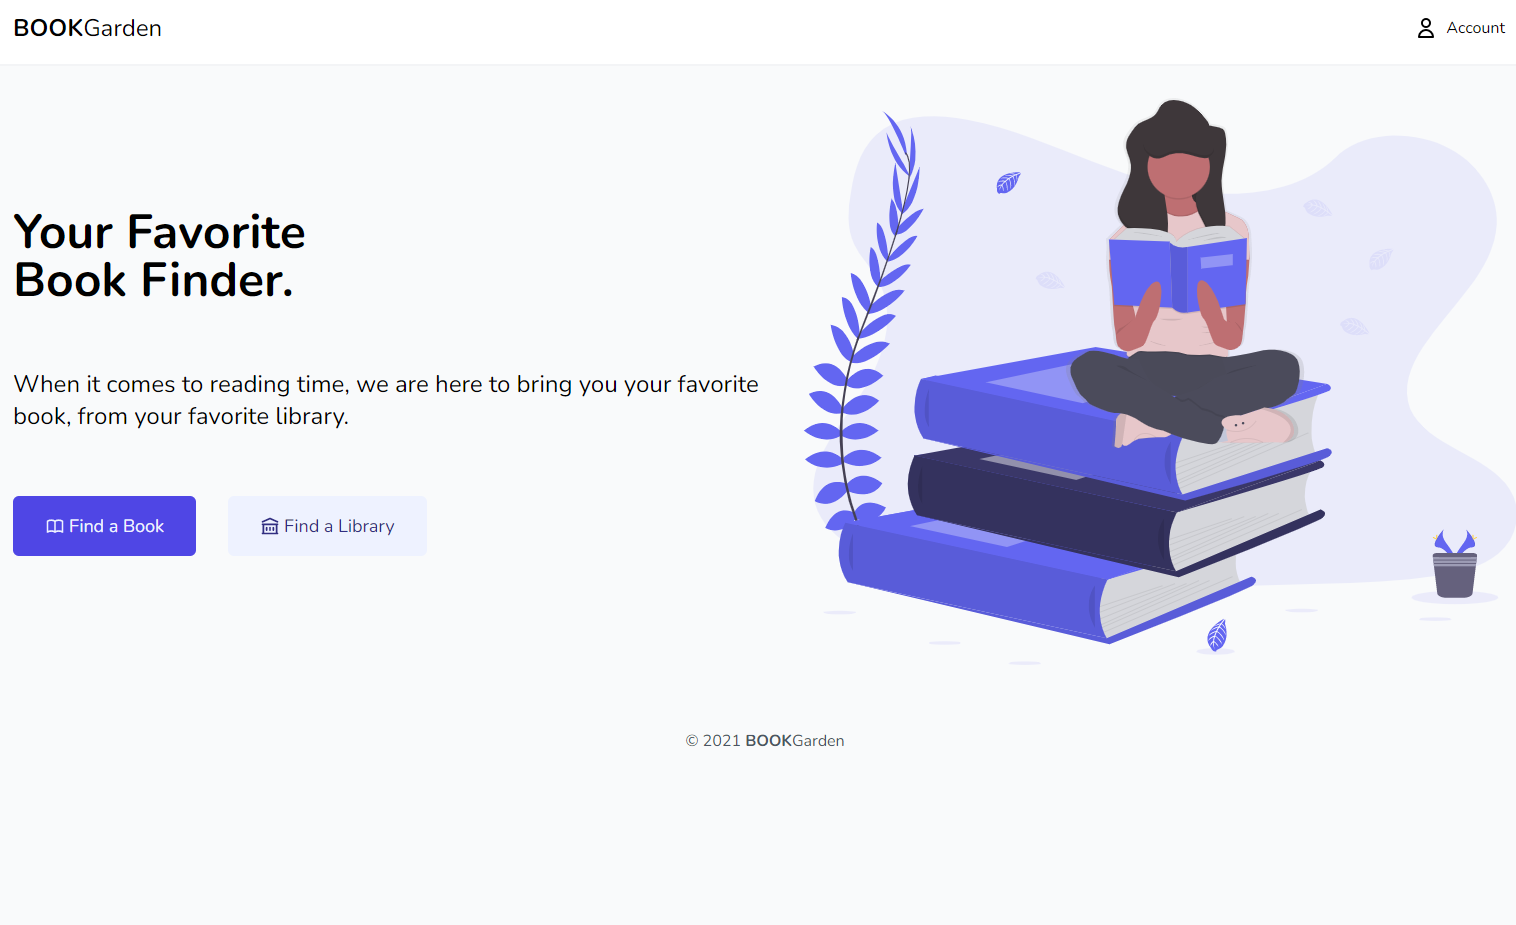 BOOKGarden
Account
Your Favorite
Book Finder.
When it comes to reading time, we are here to bring you your favorite
book, from your favorite library.
Find a Book
Find a Library
© 2021 BOOKGarden